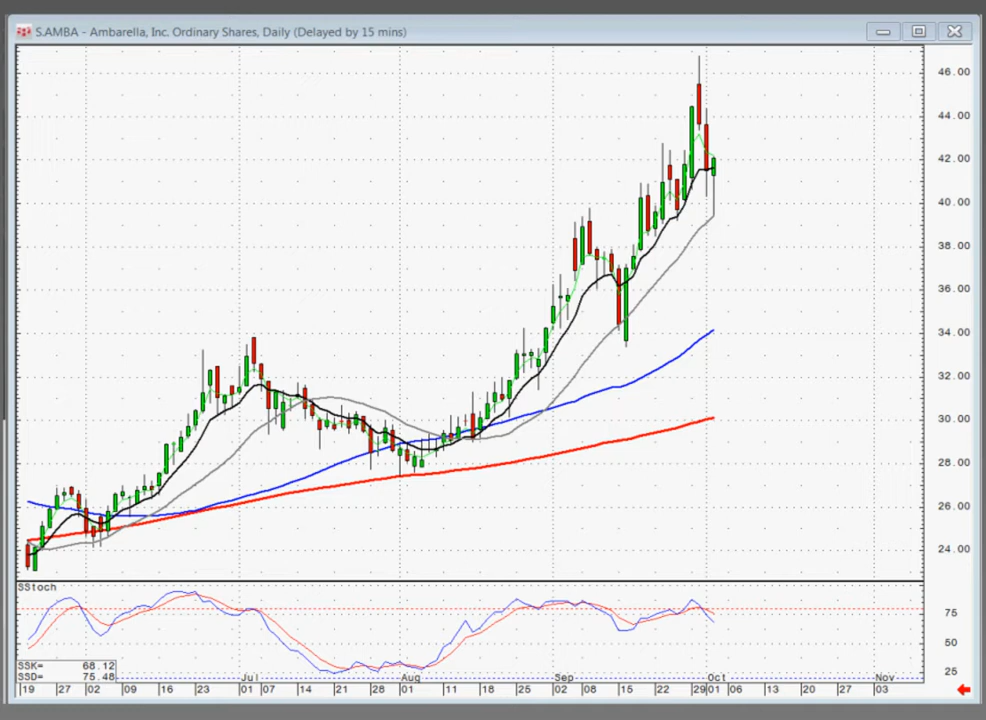 S.AMBA - Ambarella, Inc. Ordinary Shares, Daily (Delayed by 15 mins)
46.00
44.00
42.00
40.00
38.00
36.00
34.00
32.00
30.00
28.00
26.00
24.00
SStoch
75
50
25
SSK= 68.12
SSD= 75.48
Jul Aug Sep Oct Nov
19 27 02 09 16 23 01 07 14 21 28 01 11 18 25 02 08 15 22 29 01 06 13 20 27 03